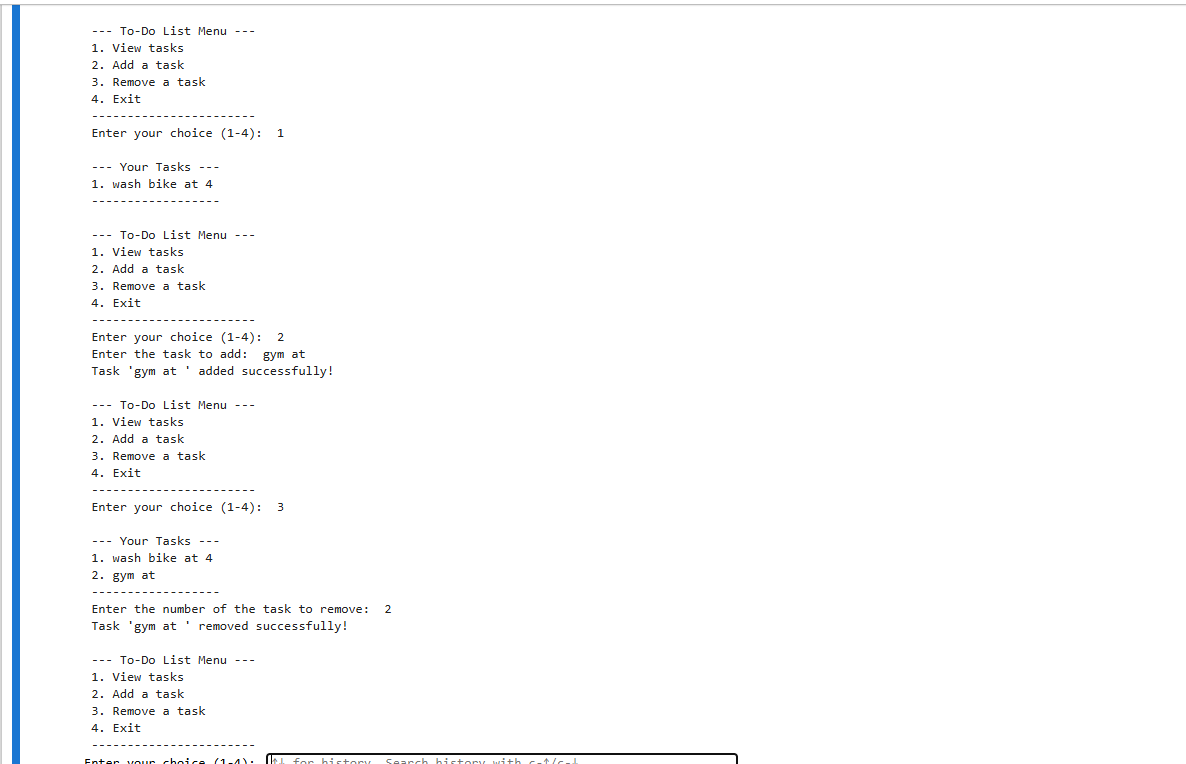 --- To-Do List Menu ---
1. View tasks
2. Add a task
3. Remove a task
4. Exit
-----------------------
Enter your choice (1-4):  1
--- Your Tasks ---
1. wash bike at 4
------------------
--- To-Do List Menu ---
1. View tasks
2. Add a task
3. Remove a task
4. Exit
-----------------------
Enter your choice (1-4):  2
Enter the task to add:  gym at
Task 'gym at ' added successfully!
--- To-Do List Menu ---
1. View tasks
2. Add a task
3. Remove a task
4. Exit
-----------------------
Enter your choice (1-4):  3
--- Your Tasks ---
1. wash bike at 4
2. gym at
------------------
Enter the number of the task to remove:  2
Task 'gym at ' removed successfully!
--- To-Do List Menu ---
1. View tasks
2. Add a task
3. Remove a task
4. Exit
-----------------------
Enter your choice (1-4): ↑↓ for history. Search history with c-↑/c-↓